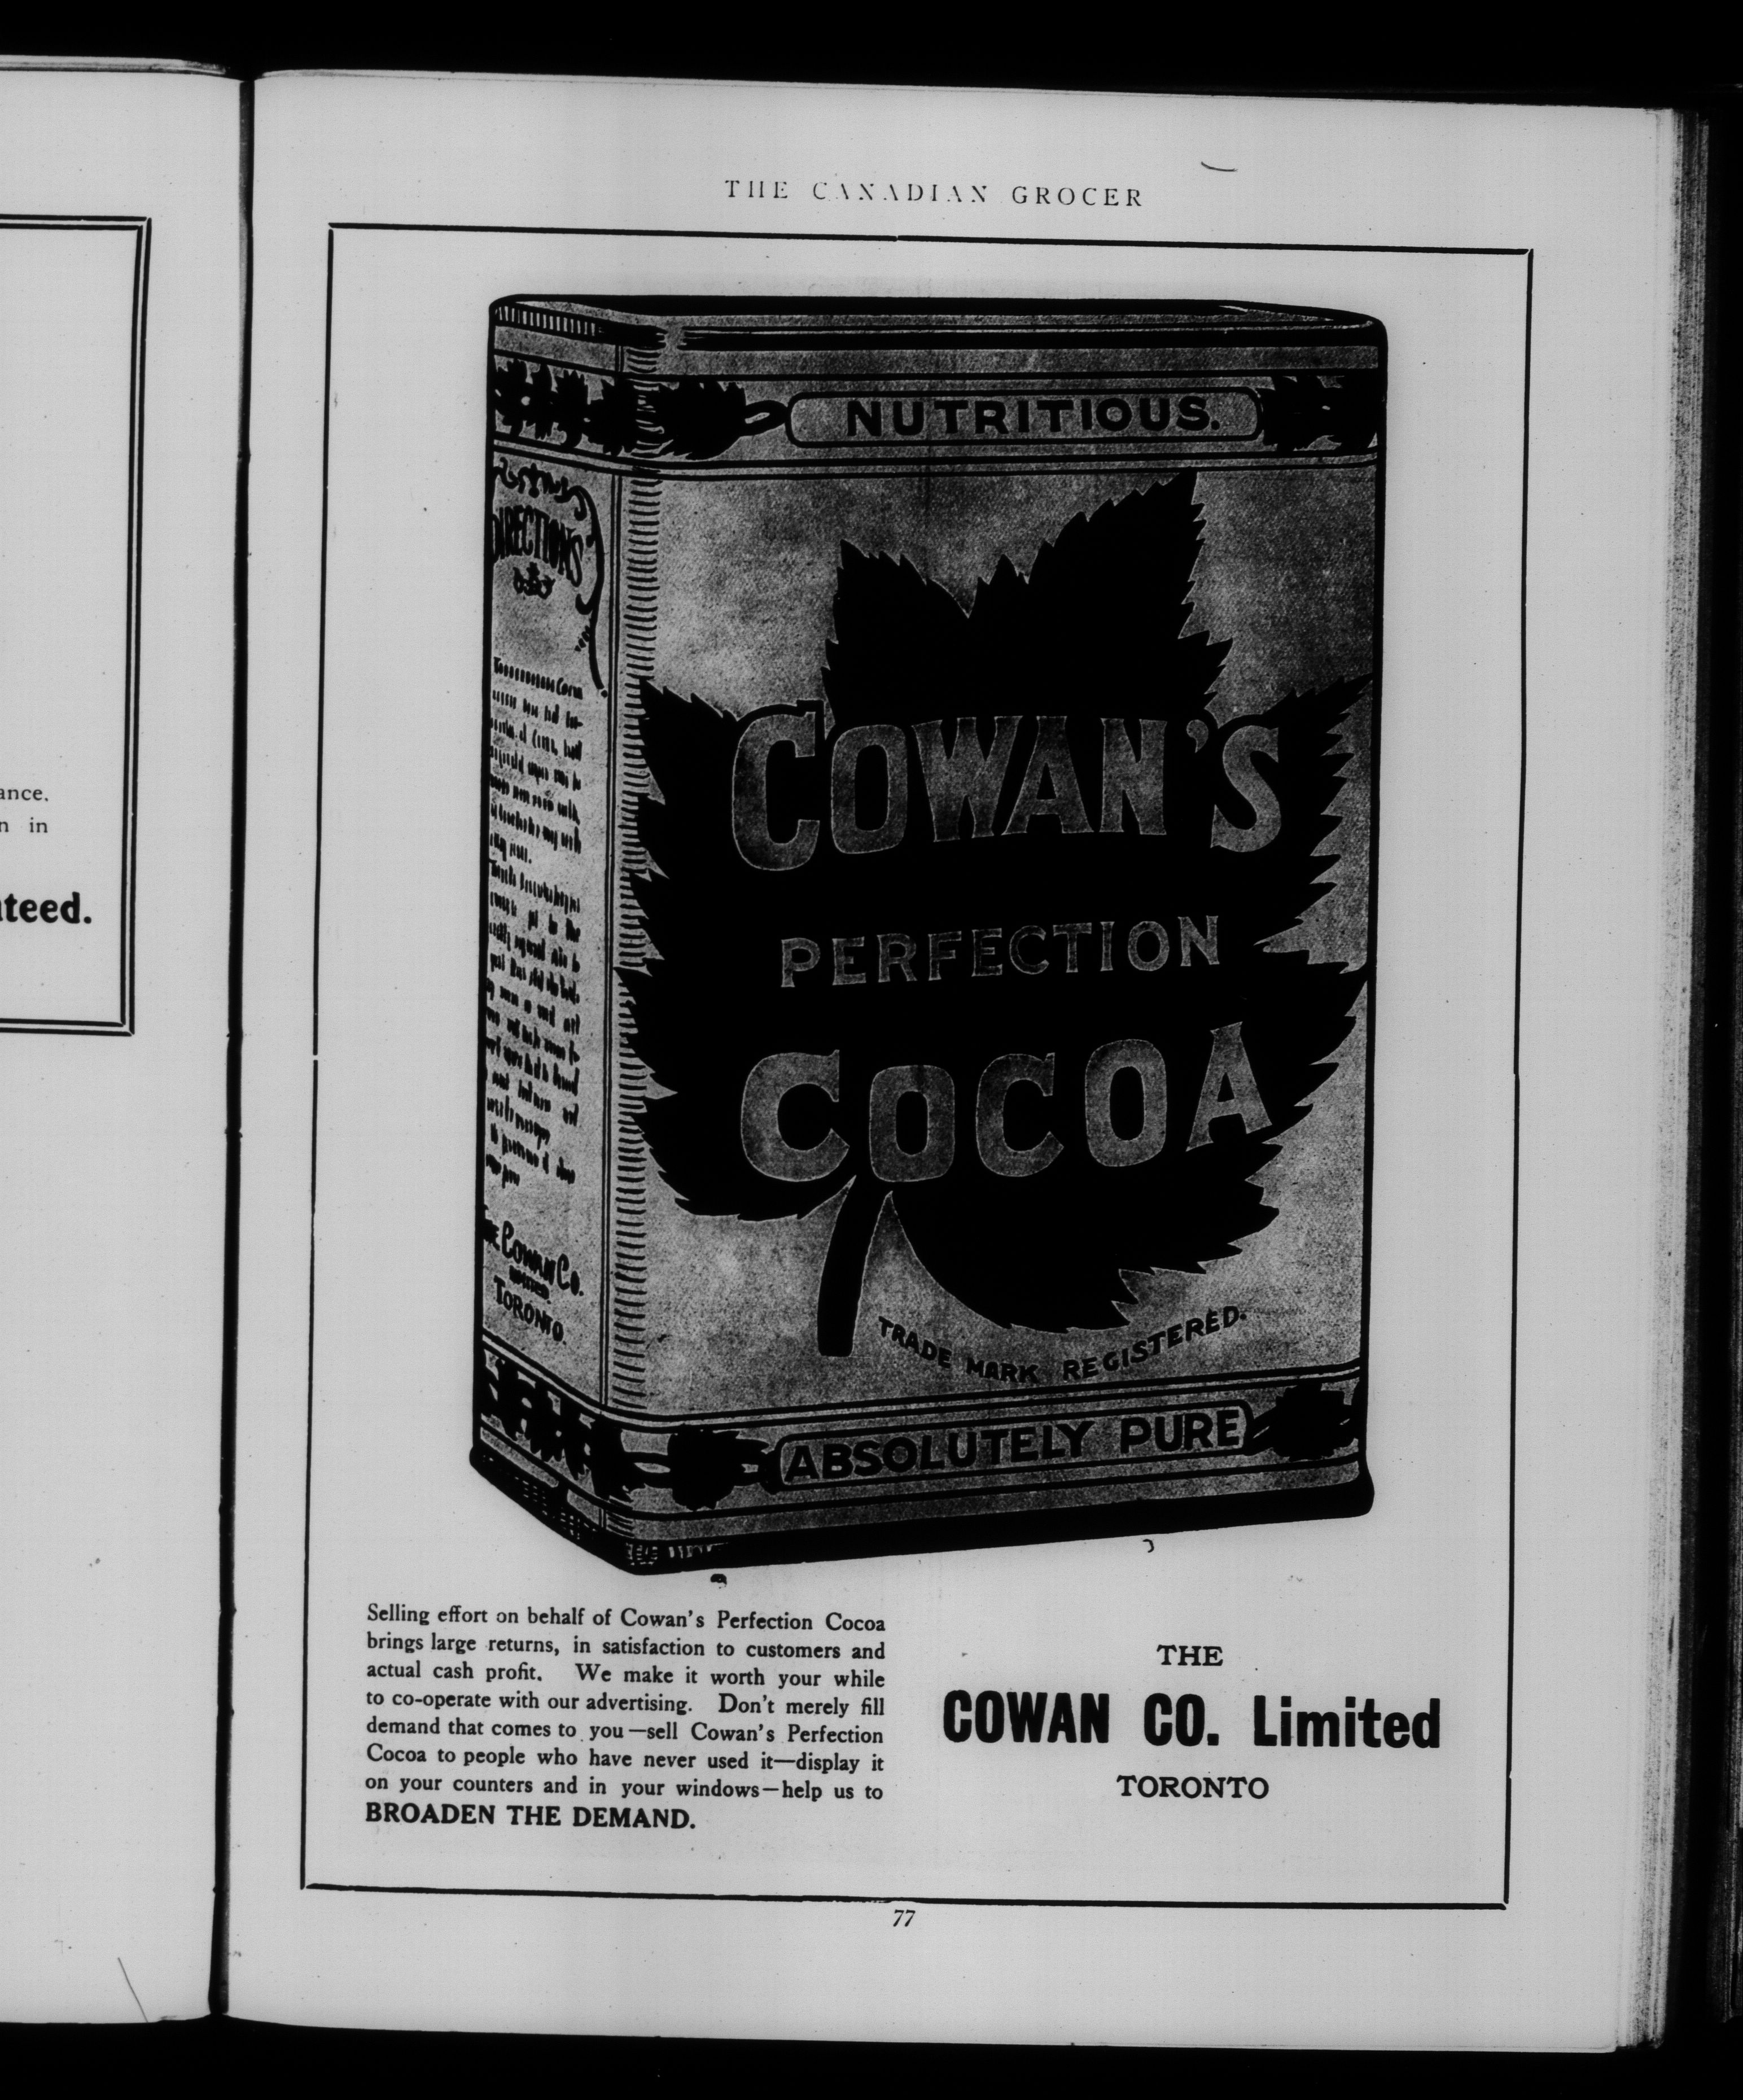 ance.
n in
teed.
THE CANADIAN GROCER
NUTRITIOUS.
DIRECTIONS
COWAN'S
PERFECTION
COCOA
THE COWAN CO.
LIMITED.
TORONTO.
TRADE MARK REGISTERED.
ABSOLUTELY PURE
Selling effort on behalf of Cowan's Perfection Cocoa
brings large returns, in satisfaction to customers and
actual cash profit. We make it worth your while
to co-operate with our advertising. Don't merely fill
demand that comes to you—sell Cowan's Perfection
Cocoa to people who have never used it—display it
on your counters and in your windows—help us to
BROADEN THE DEMAND.
THE
COWAN CO. Limited
TORONTO
77